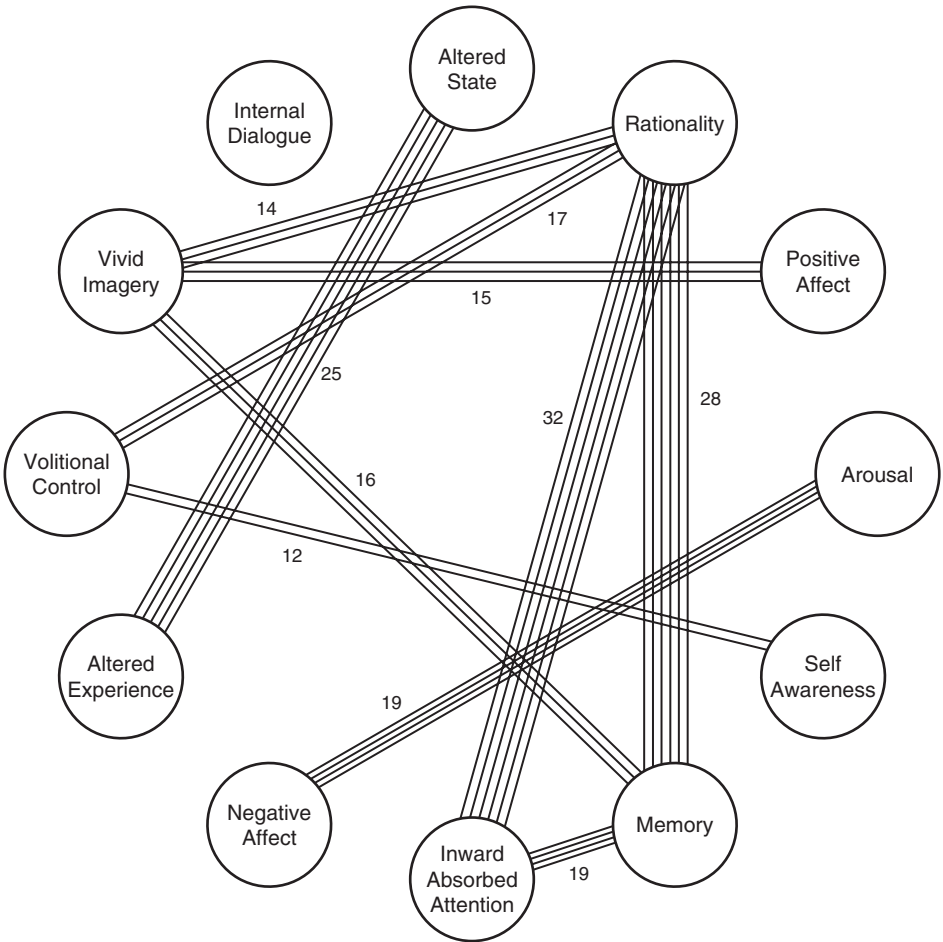 Altered
State
Internal
Dialogue
Rationality
14
17
Vivid
Imagery
Positive
Affect
15
25
32
28
Volitional
Control
16
Arousal
12
Altered
Experience
Self
Awareness
19
Negative
Affect
Memory
Inward
Absorbed
Attention
19